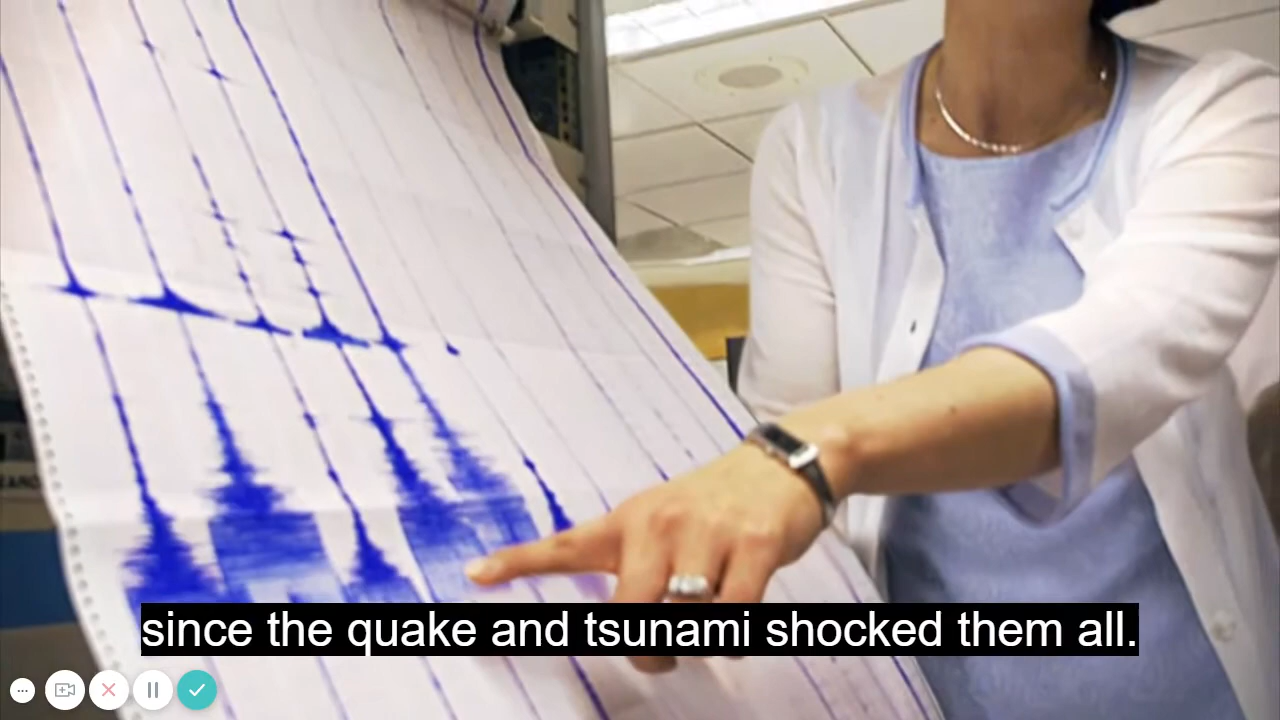 since the quake and tsunami shocked them all.